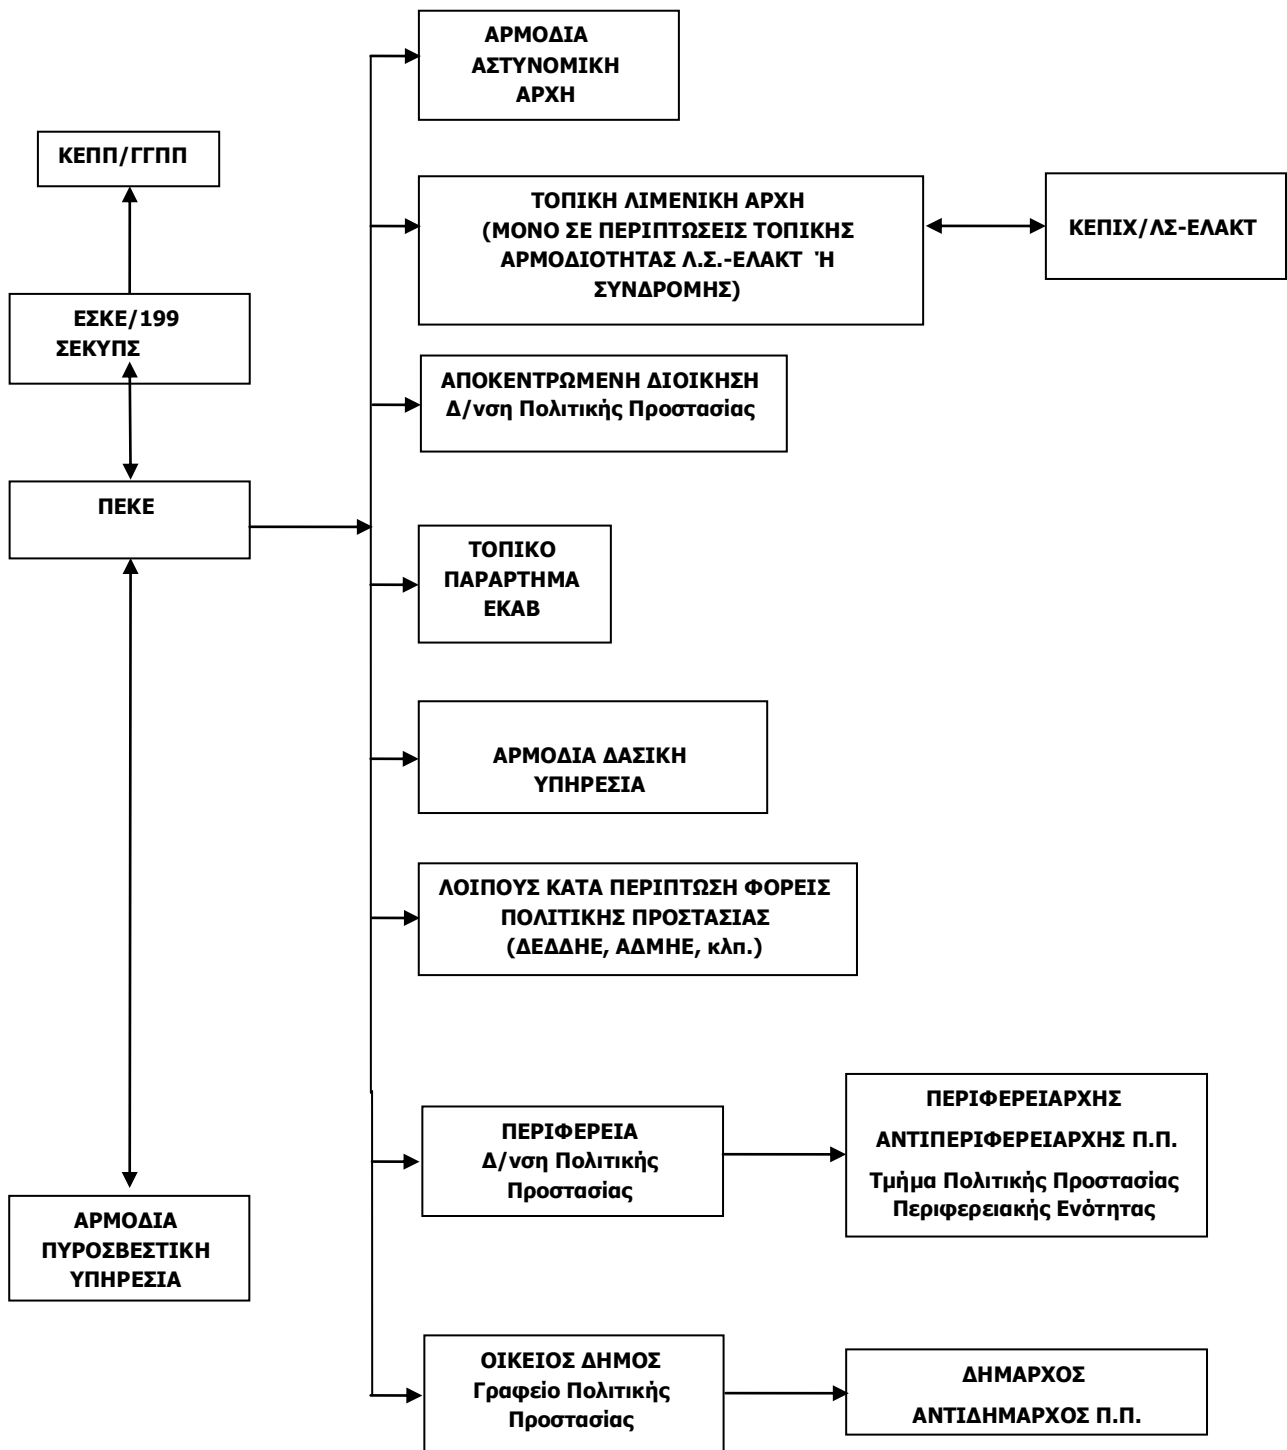 ΑΡΜΟΔΙΑ
ΑΣΤΥΝΟΜΙΚΗ
ΑΡΧΗ
ΚΕΠΠ/ΓΓΠΠ
ΤΟΠΙΚΗ ΛΙΜΕΝΙΚΗ ΑΡΧΗ
(ΜΟΝΟ ΣΕ ΠΕΡΙΠΤΩΣΕΙΣ ΤΟΠΙΚΗΣ
ΑΡΜΟΔΙΟΤΗΤΑΣ Λ.Σ.-ΕΛΑΚΤ Ή
ΣΥΝΔΡΟΜΗΣ)
ΚΕΠΙΧ/ΛΣ-ΕΛΑΚΤ
ΕΣΚΕ/199
ΣΕΚΥΠΣ
ΑΠΟΚΕΝΤΡΩΜΕΝΗ ΔΙΟΙΚΗΣΗ
Δ/νση Πολιτικής Προστασίας
ΠΕΚΕ
ΤΟΠΙΚΟ
ΠΑΡΑΡΤΗΜΑ
ΕΚΑΒ
ΑΡΜΟΔΙΑ ΔΑΣΙΚΗ
ΥΠΗΡΕΣΙΑ
ΛΟΙΠΟΥΣ ΚΑΤΑ ΠΕΡΙΠΤΩΣΗ ΦΟΡΕΙΣ
ΠΟΛΙΤΙΚΗΣ ΠΡΟΣΤΑΣΙΑΣ
(ΔΕΔΔΗΕ, ΑΔΜΗΕ, κλπ.)
ΠΕΡΙΦΕΡΕΙΑ
Δ/νση Πολιτικής
Προστασίας
ΠΕΡΙΦΕΡΕΙΑΡΧΗΣ
ΑΝΤΙΠΕΡΙΦΕΡΕΙΑΡΧΗΣ Π.Π.
Τμήμα Πολιτικής Προστασίας
Περιφερειακής Ενότητας
ΑΡΜΟΔΙΑ
ΠΥΡΟΣΒΕΣΤΙΚΗ
ΥΠΗΡΕΣΙΑ
ΟΙΚΕΙΟΣ ΔΗΜΟΣ
Γραφείο Πολιτικής
Προστασίας
ΔΗΜΑΡΧΟΣ
ΑΝΤΙΔΗΜΑΡΧΟΣ Π.Π.